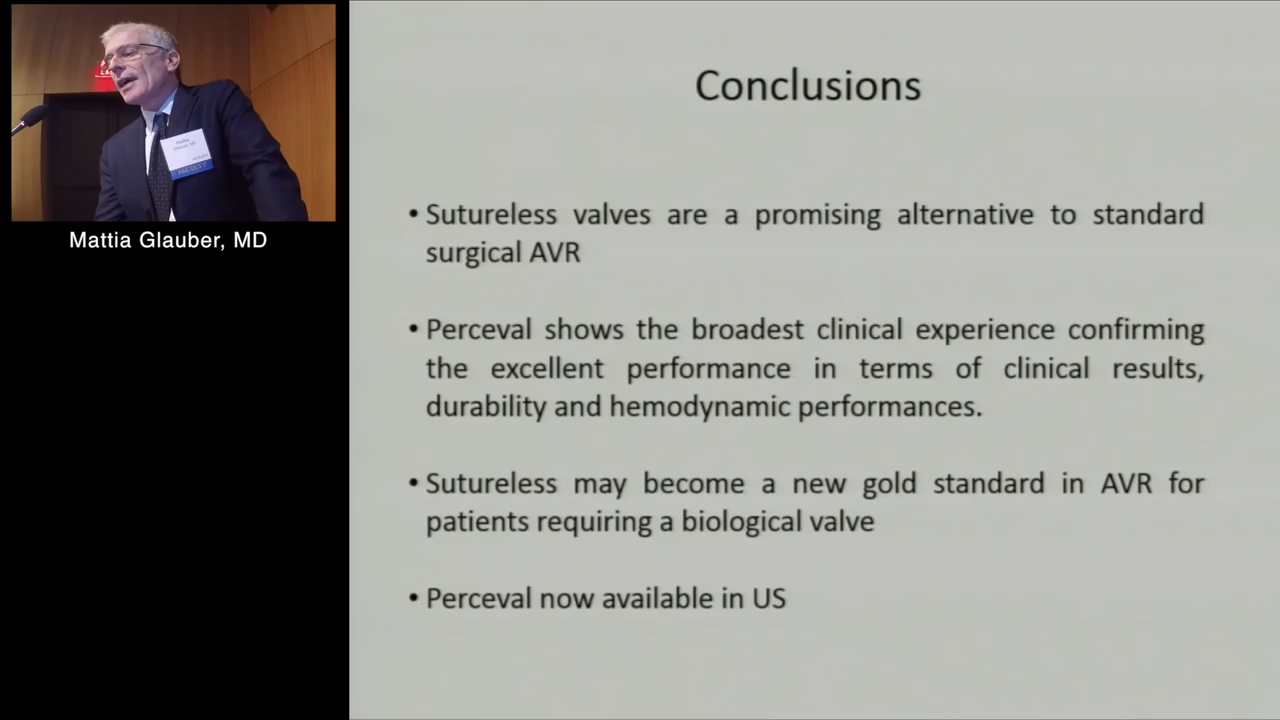 Mattia Glauber, MD
Conclusions
• Sutureless valves are a promising alternative to standard
surgical AVR
• Perceval shows the broadest clinical experience confirming
the excellent performance in terms of clinical results,
durability and hemodynamic performances.
• Sutureless may become a new gold standard in AVR for
patients requiring a biological valve
• Perceval now available in US